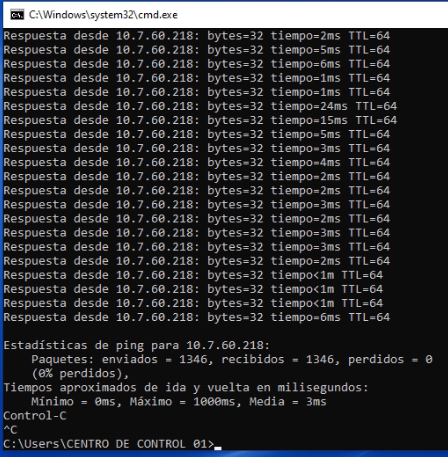 C:\Windows\system32\cmd.exe
Respuesta desde 10.7.60.218: bytes=32 tiempo=2ms TTL=64
Respuesta desde 10.7.60.218: bytes=32 tiempo=5ms TTL=64
Respuesta desde 10.7.60.218: bytes=32 tiempo=6ms TTL=64
Respuesta desde 10.7.60.218: bytes=32 tiempo=1ms TTL=64
Respuesta desde 10.7.60.218: bytes=32 tiempo=1ms TTL=64
Respuesta desde 10.7.60.218: bytes=32 tiempo=24ms TTL=64
Respuesta desde 10.7.60.218: bytes=32 tiempo=15ms TTL=64
Respuesta desde 10.7.60.218: bytes=32 tiempo=5ms TTL=64
Respuesta desde 10.7.60.218: bytes=32 tiempo=3ms TTL=64
Respuesta desde 10.7.60.218: bytes=32 tiempo=4ms TTL=64
Respuesta desde 10.7.60.218: bytes=32 tiempo=2ms TTL=64
Respuesta desde 10.7.60.218: bytes=32 tiempo=2ms TTL=64
Respuesta desde 10.7.60.218: bytes=32 tiempo=3ms TTL=64
Respuesta desde 10.7.60.218: bytes=32 tiempo=2ms TTL=64
Respuesta desde 10.7.60.218: bytes=32 tiempo=3ms TTL=64
Respuesta desde 10.7.60.218: bytes=32 tiempo=3ms TTL=64
Respuesta desde 10.7.60.218: bytes=32 tiempo=2ms TTL=64
Respuesta desde 10.7.60.218: bytes=32 tiempo<1m TTL=64
Respuesta desde 10.7.60.218: bytes=32 tiempo<1m TTL=64
Respuesta desde 10.7.60.218: bytes=32 tiempo<1m TTL=64
Respuesta desde 10.7.60.218: bytes=32 tiempo=6ms TTL=64
Estadísticas de ping para 10.7.60.218:
Paquetes: enviados = 1346, recibidos = 1346, perdidos = 0
(0% perdidos),
Tiempos aproximados de ida y vuelta en milisegundos:
Mínimo = 0ms, Máximo = 1000ms, Media = 3ms
Control-C
^C
C:\Users\CENTRO DE CONTROL 01>